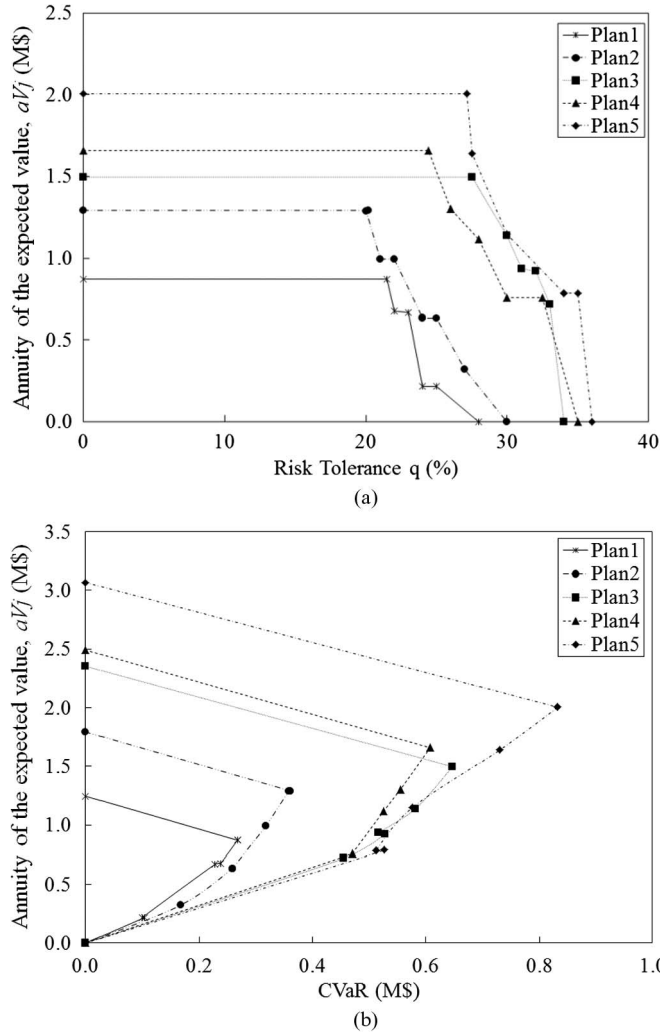 2.5
2.0
1.5
1.0
0.5
0.0
Annuity of the expected value, aVj (M$)
Plan1
Plan2
Plan3
Plan4
Plan5
0 10 20 30 40
Risk Tolerance q (%)
(a)
3.5
3.0
2.5
2.0
1.5
1.0
0.5
0.0
Annuity of the expected value, aVj (M$)
Plan1
Plan2
Plan3
Plan4
Plan5
0.0 0.2 0.4 0.6 0.8 1.0
CVaR (M$)
(b)